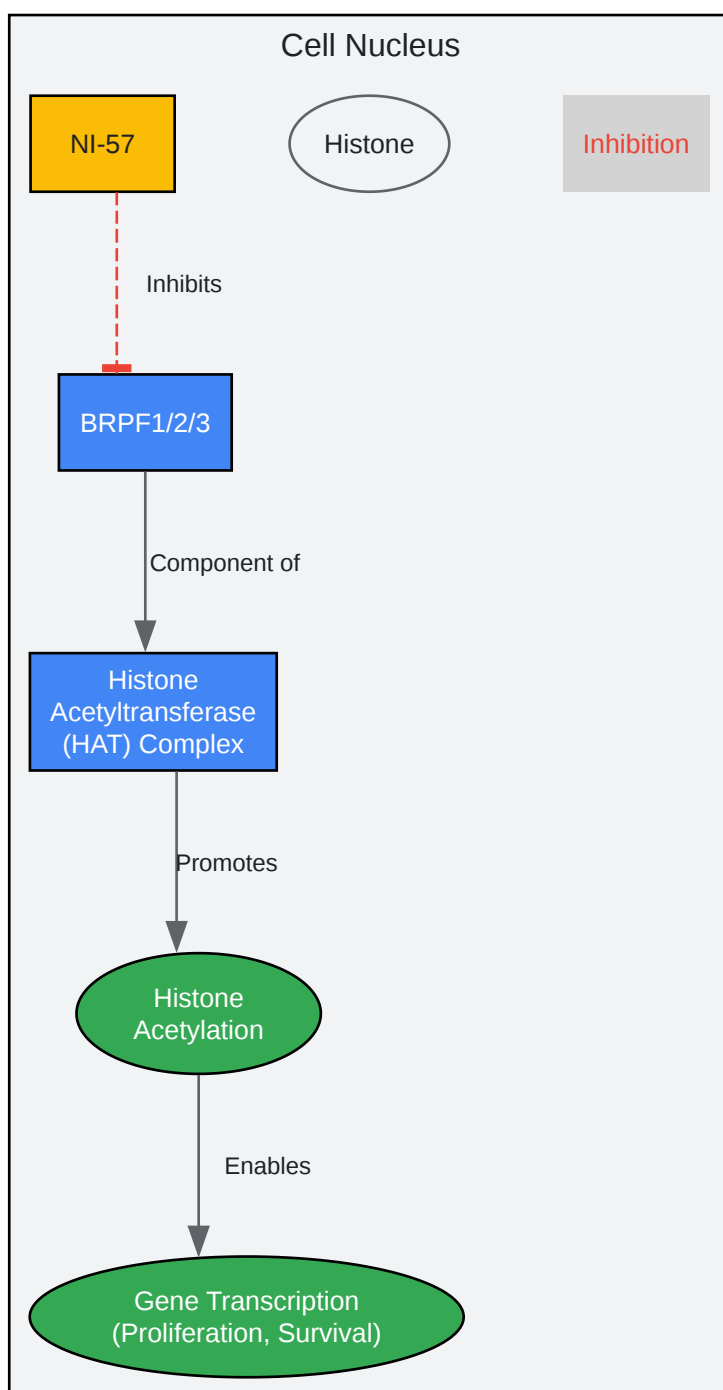 Cell Nucleus
NI-57
Histone
Inhibition
Inhibits
BRPF1/2/3
Component of
Histone
Acetyltransferase
(HAT) Complex
Promotes
Histone
Acetylation
Enables
Gene Transcription
(Proliferation, Survival)